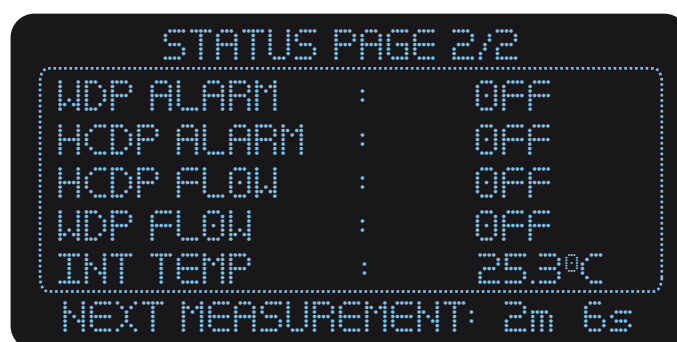 STATUS PAGE 2/2
WDP ALARM : OFF
HCDP ALARM : OFF
HCDP FLOW : OFF
WDP FLOW : OFF
INT TEMP : 25.3ºC
NEXT MEASUREMENT: 2m 6s